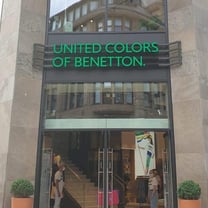 UNITED COLORS
OF BENETTON.